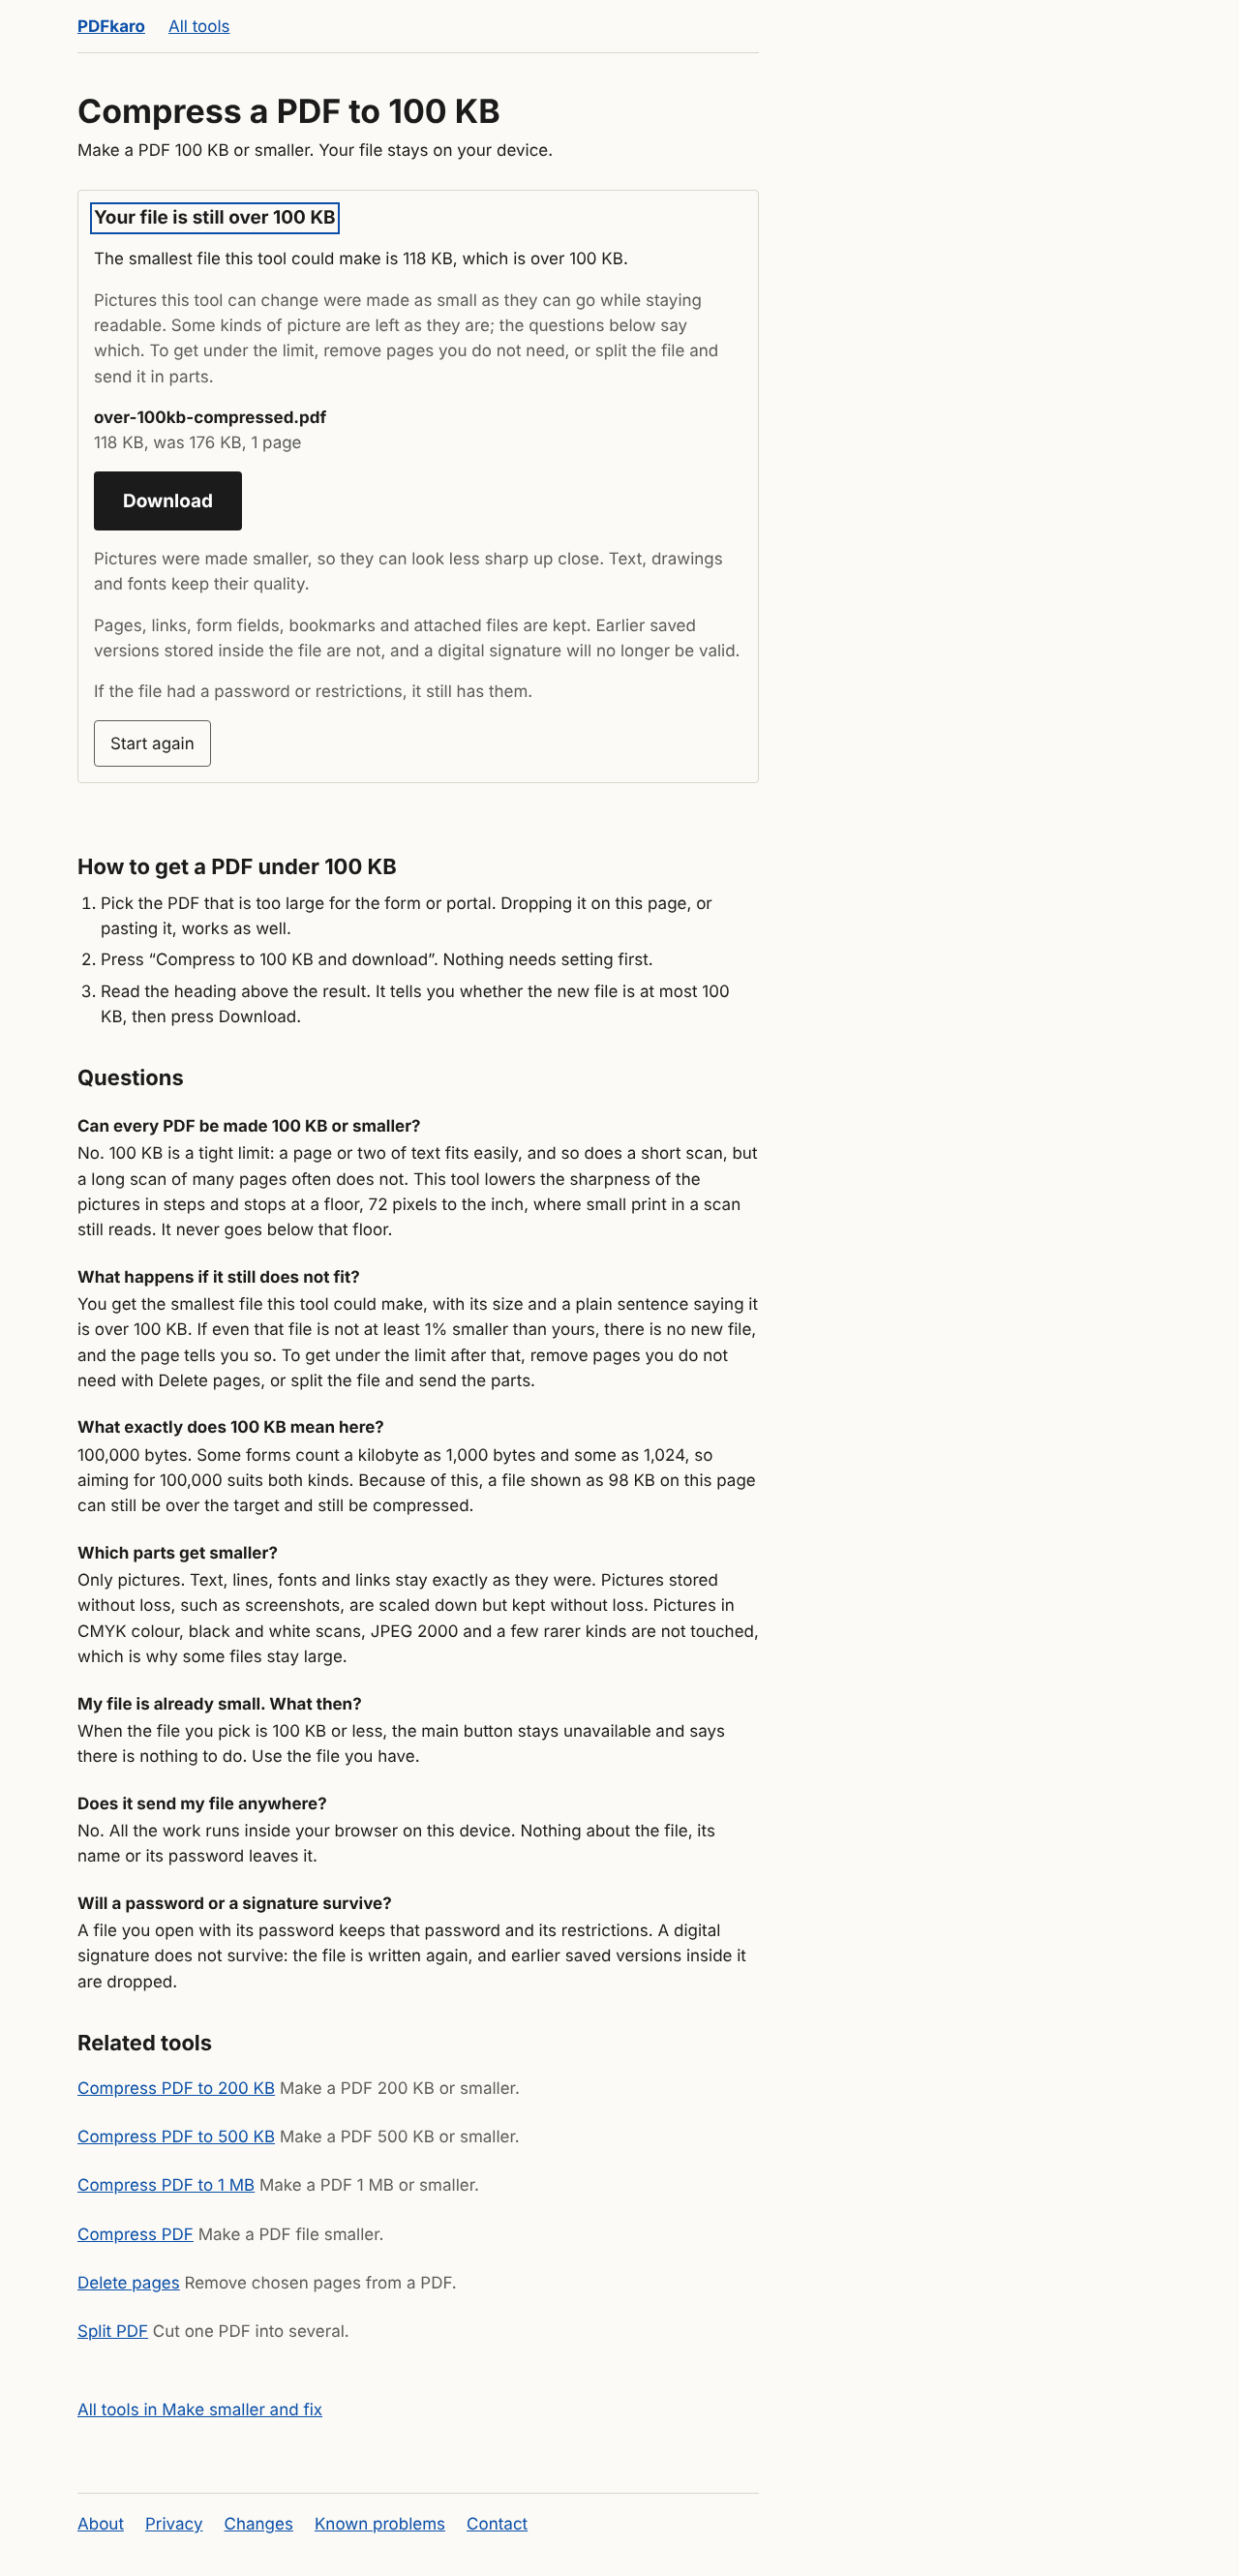 PDFkaro All tools
Compress a PDF to 100 KB
Make a PDF 100 KB or smaller. Your file stays on your device.
Your file is still over 100 KB
The smallest file this tool could make is 118 KB, which is over 100 KB.
Pictures this tool can change were made as small as they can go while staying
readable. Some kinds of picture are left as they are; the questions below say
which. To get under the limit, remove pages you do not need, or split the file and
send it in parts.
over-100kb-compressed.pdf
118 KB, was 176 KB, 1 page
Download
Pictures were made smaller, so they can look less sharp up close. Text, drawings
and fonts keep their quality.
Pages, links, form fields, bookmarks and attached files are kept. Earlier saved
versions stored inside the file are not, and a digital signature will no longer be valid.
If the file had a password or restrictions, it still has them.
Start again
How to get a PDF under 100 KB
1. Pick the PDF that is too large for the form or portal. Dropping it on this page, or
pasting it, works as well.
2. Press “Compress to 100 KB and download”. Nothing needs setting first.
3. Read the heading above the result. It tells you whether the new file is at most 100
KB, then press Download.
Questions
Can every PDF be made 100 KB or smaller?
No. 100 KB is a tight limit: a page or two of text fits easily, and so does a short scan, but
a long scan of many pages often does not. This tool lowers the sharpness of the
pictures in steps and stops at a floor, 72 pixels to the inch, where small print in a scan
still reads. It never goes below that floor.
What happens if it still does not fit?
You get the smallest file this tool could make, with its size and a plain sentence saying it
is over 100 KB. If even that file is not at least 1% smaller than yours, there is no new file,
and the page tells you so. To get under the limit after that, remove pages you do not
need with Delete pages, or split the file and send the parts.
What exactly does 100 KB mean here?
100,000 bytes. Some forms count a kilobyte as 1,000 bytes and some as 1,024, so
aiming for 100,000 suits both kinds. Because of this, a file shown as 98 KB on this page
can still be over the target and still be compressed.
Which parts get smaller?
Only pictures. Text, lines, fonts and links stay exactly as they were. Pictures stored
without loss, such as screenshots, are scaled down but kept without loss. Pictures in
CMYK colour, black and white scans, JPEG 2000 and a few rarer kinds are not touched,
which is why some files stay large.
My file is already small. What then?
When the file you pick is 100 KB or less, the main button stays unavailable and says
there is nothing to do. Use the file you have.
Does it send my file anywhere?
No. All the work runs inside your browser on this device. Nothing about the file, its
name or its password leaves it.
Will a password or a signature survive?
A file you open with its password keeps that password and its restrictions. A digital
signature does not survive: the file is written again, and earlier saved versions inside it
are dropped.
Related tools
Compress PDF to 200 KB Make a PDF 200 KB or smaller.
Compress PDF to 500 KB Make a PDF 500 KB or smaller.
Compress PDF to 1 MB Make a PDF 1 MB or smaller.
Compress PDF Make a PDF file smaller.
Delete pages Remove chosen pages from a PDF.
Split PDF Cut one PDF into several.
All tools in Make smaller and fix
About Privacy Changes Known problems Contact